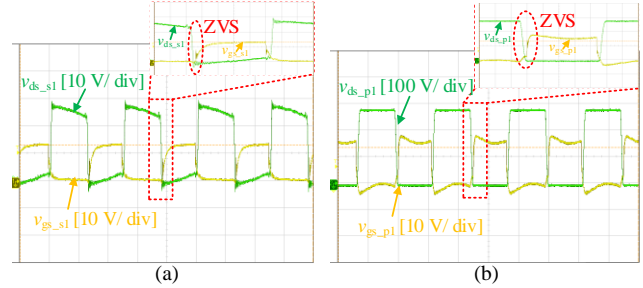 ZVS
v_ds_s1
v_gs_s1
v_ds_s1 [10 V/ div]
v_gs_s1 [10 V/ div]
(a)
ZVS
v_ds_p1
v_gs_p1
v_ds_p1 [100 V/ div]
v_gs_p1 [10 V/ div]
(b)